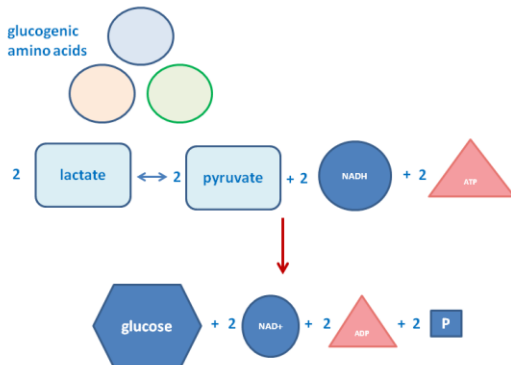 glucogenic
amino acids
2 lactate 2 pyruvate + 2 NADH + 2 ATP
glucose + 2 NAD+ + 2 ADP + 2 P